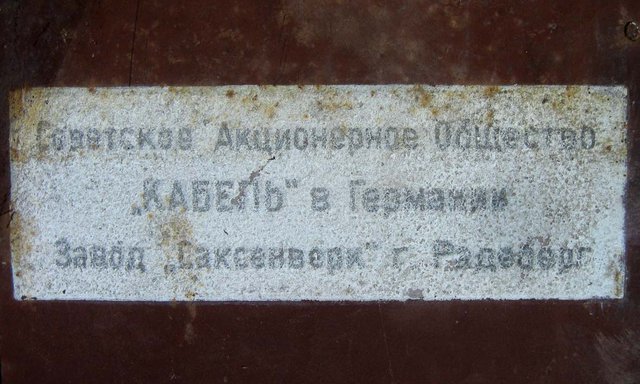 Советское Акционерное Общество
„КАБЕЛЬ" в Германии
Завод „Саксенверк" г. Радеберг